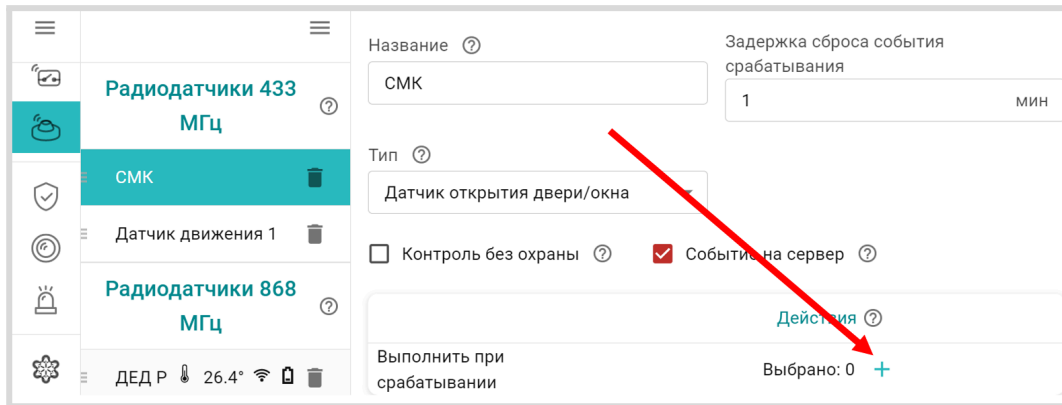 Радиодатчики 433
МГц
СМК
Датчик движения 1
Радиодатчики 868
МГц
ДЕД Р 26.4°
Название
СМК
Задержка сброса события
срабатывания
1 мин
Тип
Датчик открытия двери/окна
Контроль без охраны
Событие на сервер
Действия
Выполнить при
срабатывании
Выбрано: 0 +